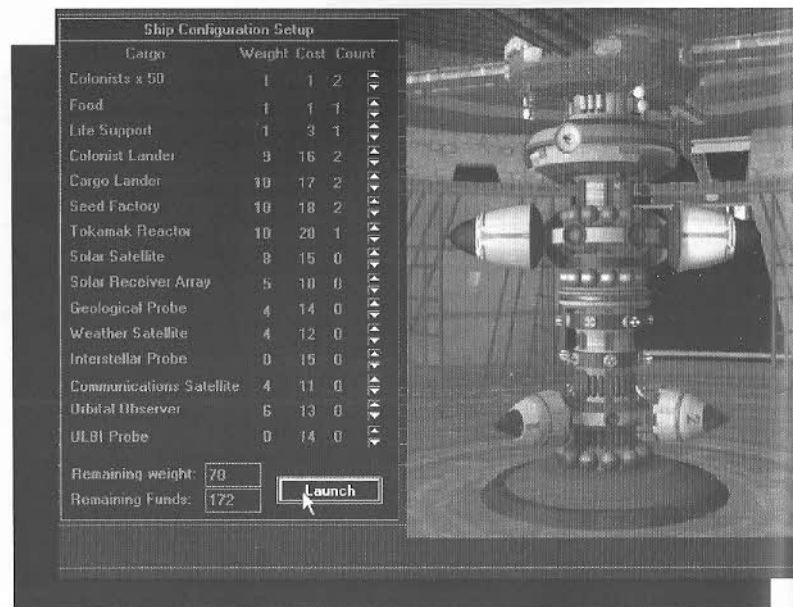 Ship Configuration Setup
Cargo Weight Cost Count
Colonists x 50 1 1 2
Food 1 1 1
Life Support 1 3 1
Colonist Lander 9 16 2
Cargo Lander 10 17 2
Seed Factory 10 18 2
Tokamak Reactor 10 20 1
Solar Satellite 8 15 0
Solar Receiver Array 5 10 0
Geological Probe 4 14 0
Weather Satellite 4 12 0
Interstellar Probe 0 15 0
Communications Satellite 4 11 0
Orbital Observer 6 13 0
ULBI Probe 0 14 0
Remaining weight: 78
Launch
Remaining Funds: 172